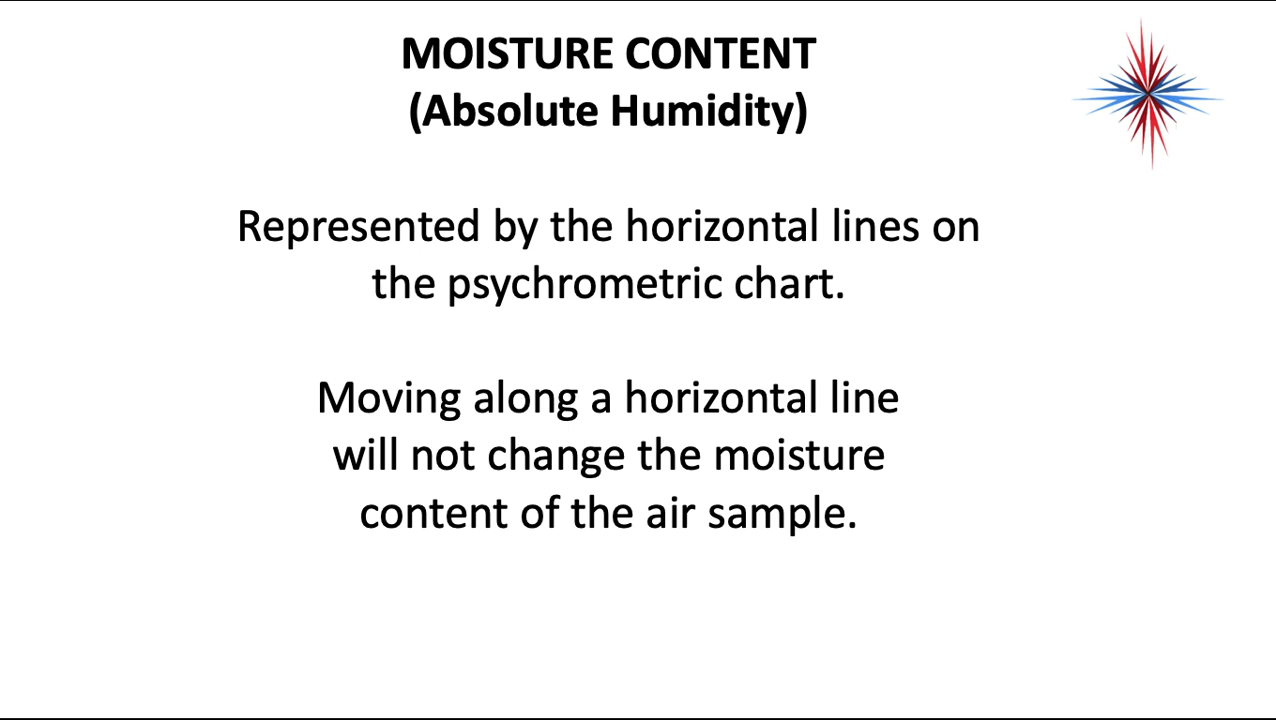 MOISTURE CONTENT
(Absolute Humidity)
Represented by the horizontal lines on
the psychrometric chart.
Moving along a horizontal line
will not change the moisture
content of the air sample.